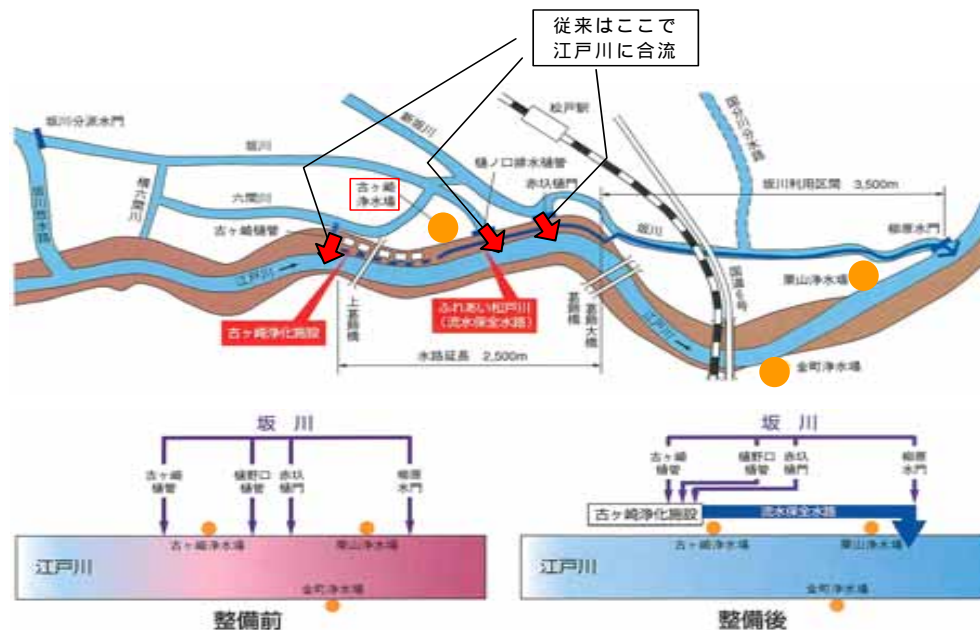 従来はここで
江戸川に合流
坂川分派水門
坂川
新坂川
松戸駅
国分川分水路
坂川放水路
横六間川
六間川
古ヶ崎
浄水場
樋ノ口排水樋管
赤圦樋門
坂川利用区間 3,500m
古ヶ崎樋管
坂川
柳原水門
栗山浄水場
江戸川→
上葛飾橋
葛飾橋
葛飾大橋
国道6号
江戸川→
古ヶ崎浄化施設
ふれあい松戸川
(流水保全水路)
水路延長 2,500m
金町浄水場
坂 川
古ヶ崎
樋管
樋野口
樋管
赤圦
樋門
柳原
水門
古ヶ崎浄水場
栗山浄水場
江戸川
金町浄水場
整備前
坂 川
古ヶ崎
樋管
樋野口
樋管
赤圦
樋門
柳原
水門
古ヶ崎浄化施設
流水保全水路
古ヶ崎浄水場
栗山浄水場
江戸川
金町浄水場
整備後